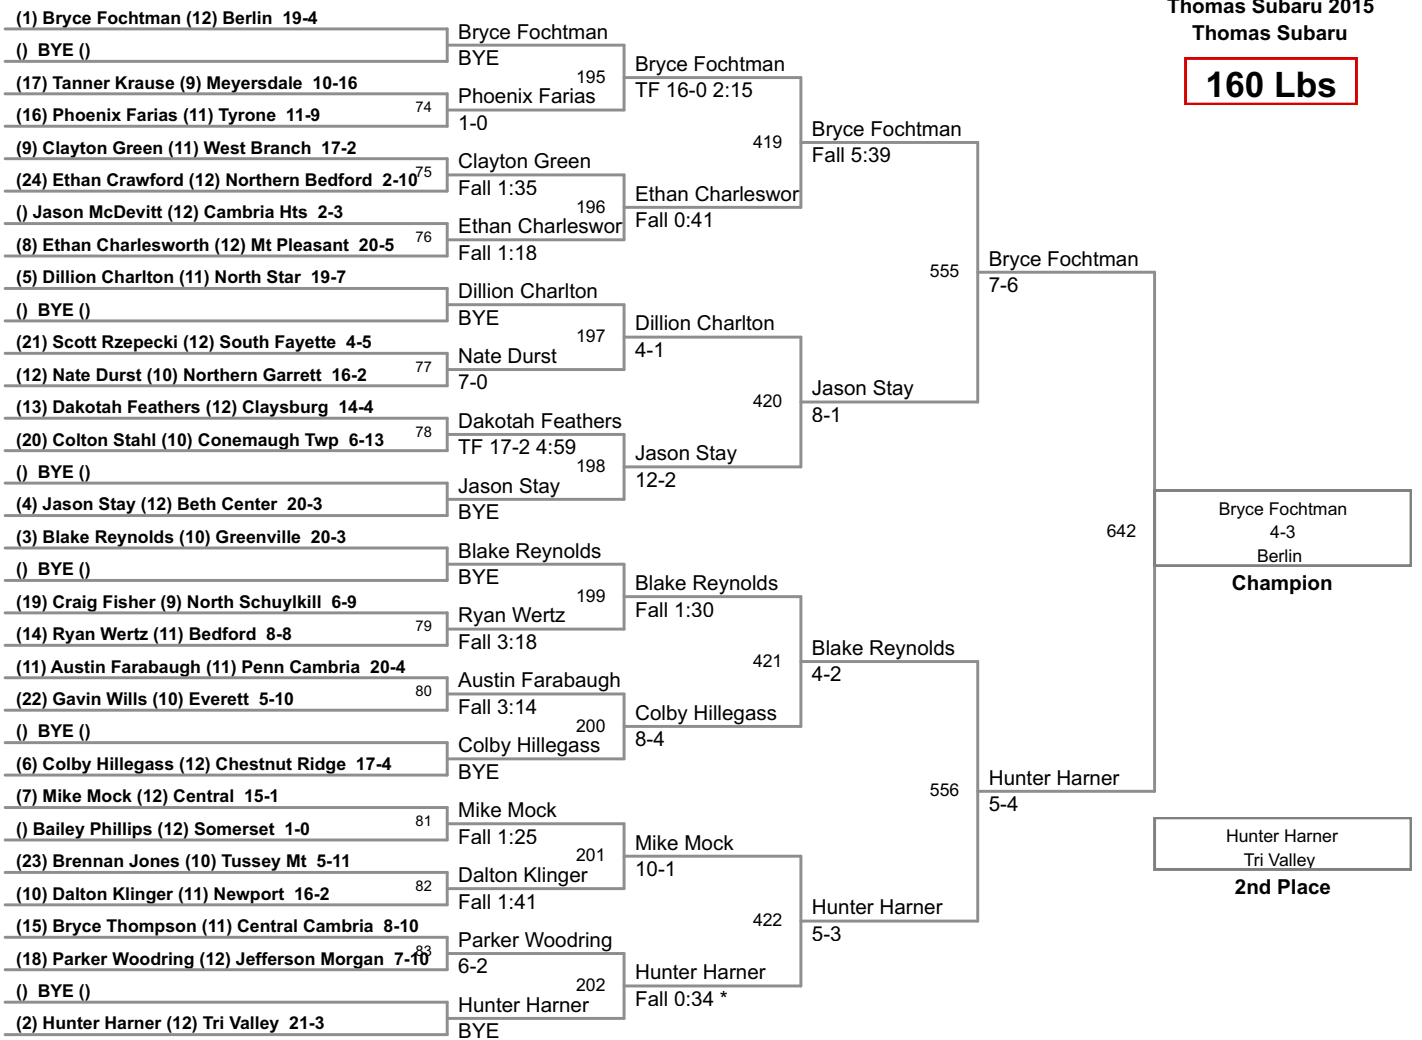 Thomas Subaru 2015
Thomas Subaru
160 Lbs
(1) Bryce Fochtman (12) Berlin 19-4
() BYE ()
(17) Tanner Krause (9) Meyersdale 10-16
(16) Phoenix Farias (11) Tyrone 11-9
(9) Clayton Green (11) West Branch 17-2
(24) Ethan Crawford (12) Northern Bedford 2-10
() Jason McDevitt (12) Cambria Hts 2-3
(8) Ethan Charlesworth (12) Mt Pleasant 20-5
(5) Dillion Charlton (11) North Star 19-7
() BYE ()
(21) Scott Rzepecki (12) South Fayette 4-5
(12) Nate Durst (10) Northern Garrett 16-2
(13) Dakotah Feathers (12) Claysburg 14-4
(20) Colton Stahl (10) Conemaugh Twp 6-13
() BYE ()
(4) Jason Stay (12) Beth Center 20-3
(3) Blake Reynolds (10) Greenville 20-3
() BYE ()
(19) Craig Fisher (9) North Schuylkill 6-9
(14) Ryan Wertz (11) Bedford 8-8
(11) Austin Farabaugh (11) Penn Cambria 20-4
(22) Gavin Wills (10) Everett 5-10
() BYE ()
(6) Colby Hillegass (12) Chestnut Ridge 17-4
(7) Mike Mock (12) Central 15-1
() Bailey Phillips (12) Somerset 1-0
(23) Brennan Jones (10) Tussey Mt 5-11
(10) Dalton Klinger (11) Newport 16-2
(15) Bryce Thompson (11) Central Cambria 8-10
(18) Parker Woodring (12) Jefferson Morgan 7-10
() BYE ()
(2) Hunter Harner (12) Tri Valley 21-3
74
75
76
77
78
79
80
81
82
83
Bryce Fochtman
BYE
Phoenix Farias
1-0
Clayton Green
Fall 1:35
Ethan Charleswor
Fall 1:18
Dillion Charlton
BYE
Nate Durst
7-0
Dakotah Feathers
TF 17-2 4:59
Jason Stay
BYE
Blake Reynolds
BYE
Ryan Wertz
Fall 3:18
Austin Farabaugh
Fall 3:14
Colby Hillegass
BYE
Mike Mock
Fall 1:25
Dalton Klinger
Fall 1:41
Parker Woodring
6-2
Hunter Harner
BYE
195
196
197
198
199
200
201
202
Bryce Fochtman
TF 16-0 2:15
Ethan Charleswor
Fall 0:41
Dillion Charlton
4-1
Jason Stay
12-2
Blake Reynolds
Fall 1:30
Colby Hillegass
8-4
Mike Mock
10-1
Hunter Harner
Fall 0:34 *
419
420
421
422
Bryce Fochtman
Fall 5:39
Jason Stay
8-1
Blake Reynolds
4-2
Hunter Harner
5-3
555
556
Bryce Fochtman
7-6
Hunter Harner
5-4
642
Bryce Fochtman
4-3
Berlin
Champion
Hunter Harner
Tri Valley
2nd Place